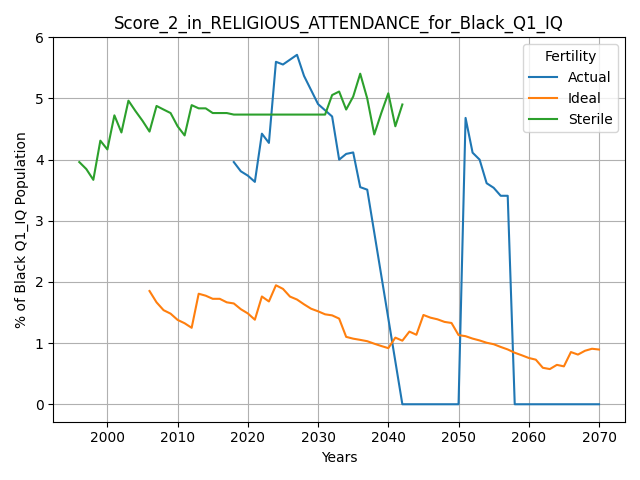 Score_2_in_RELIGIOUS_ATTENDANCE_for_Black_Q1_IQ
Fertility
Actual
Ideal
Sterile
% of Black Q1_IQ Population
6
5
4
3
2
1
0
2000
2010
2020
2030
2040
2050
2060
2070
Years